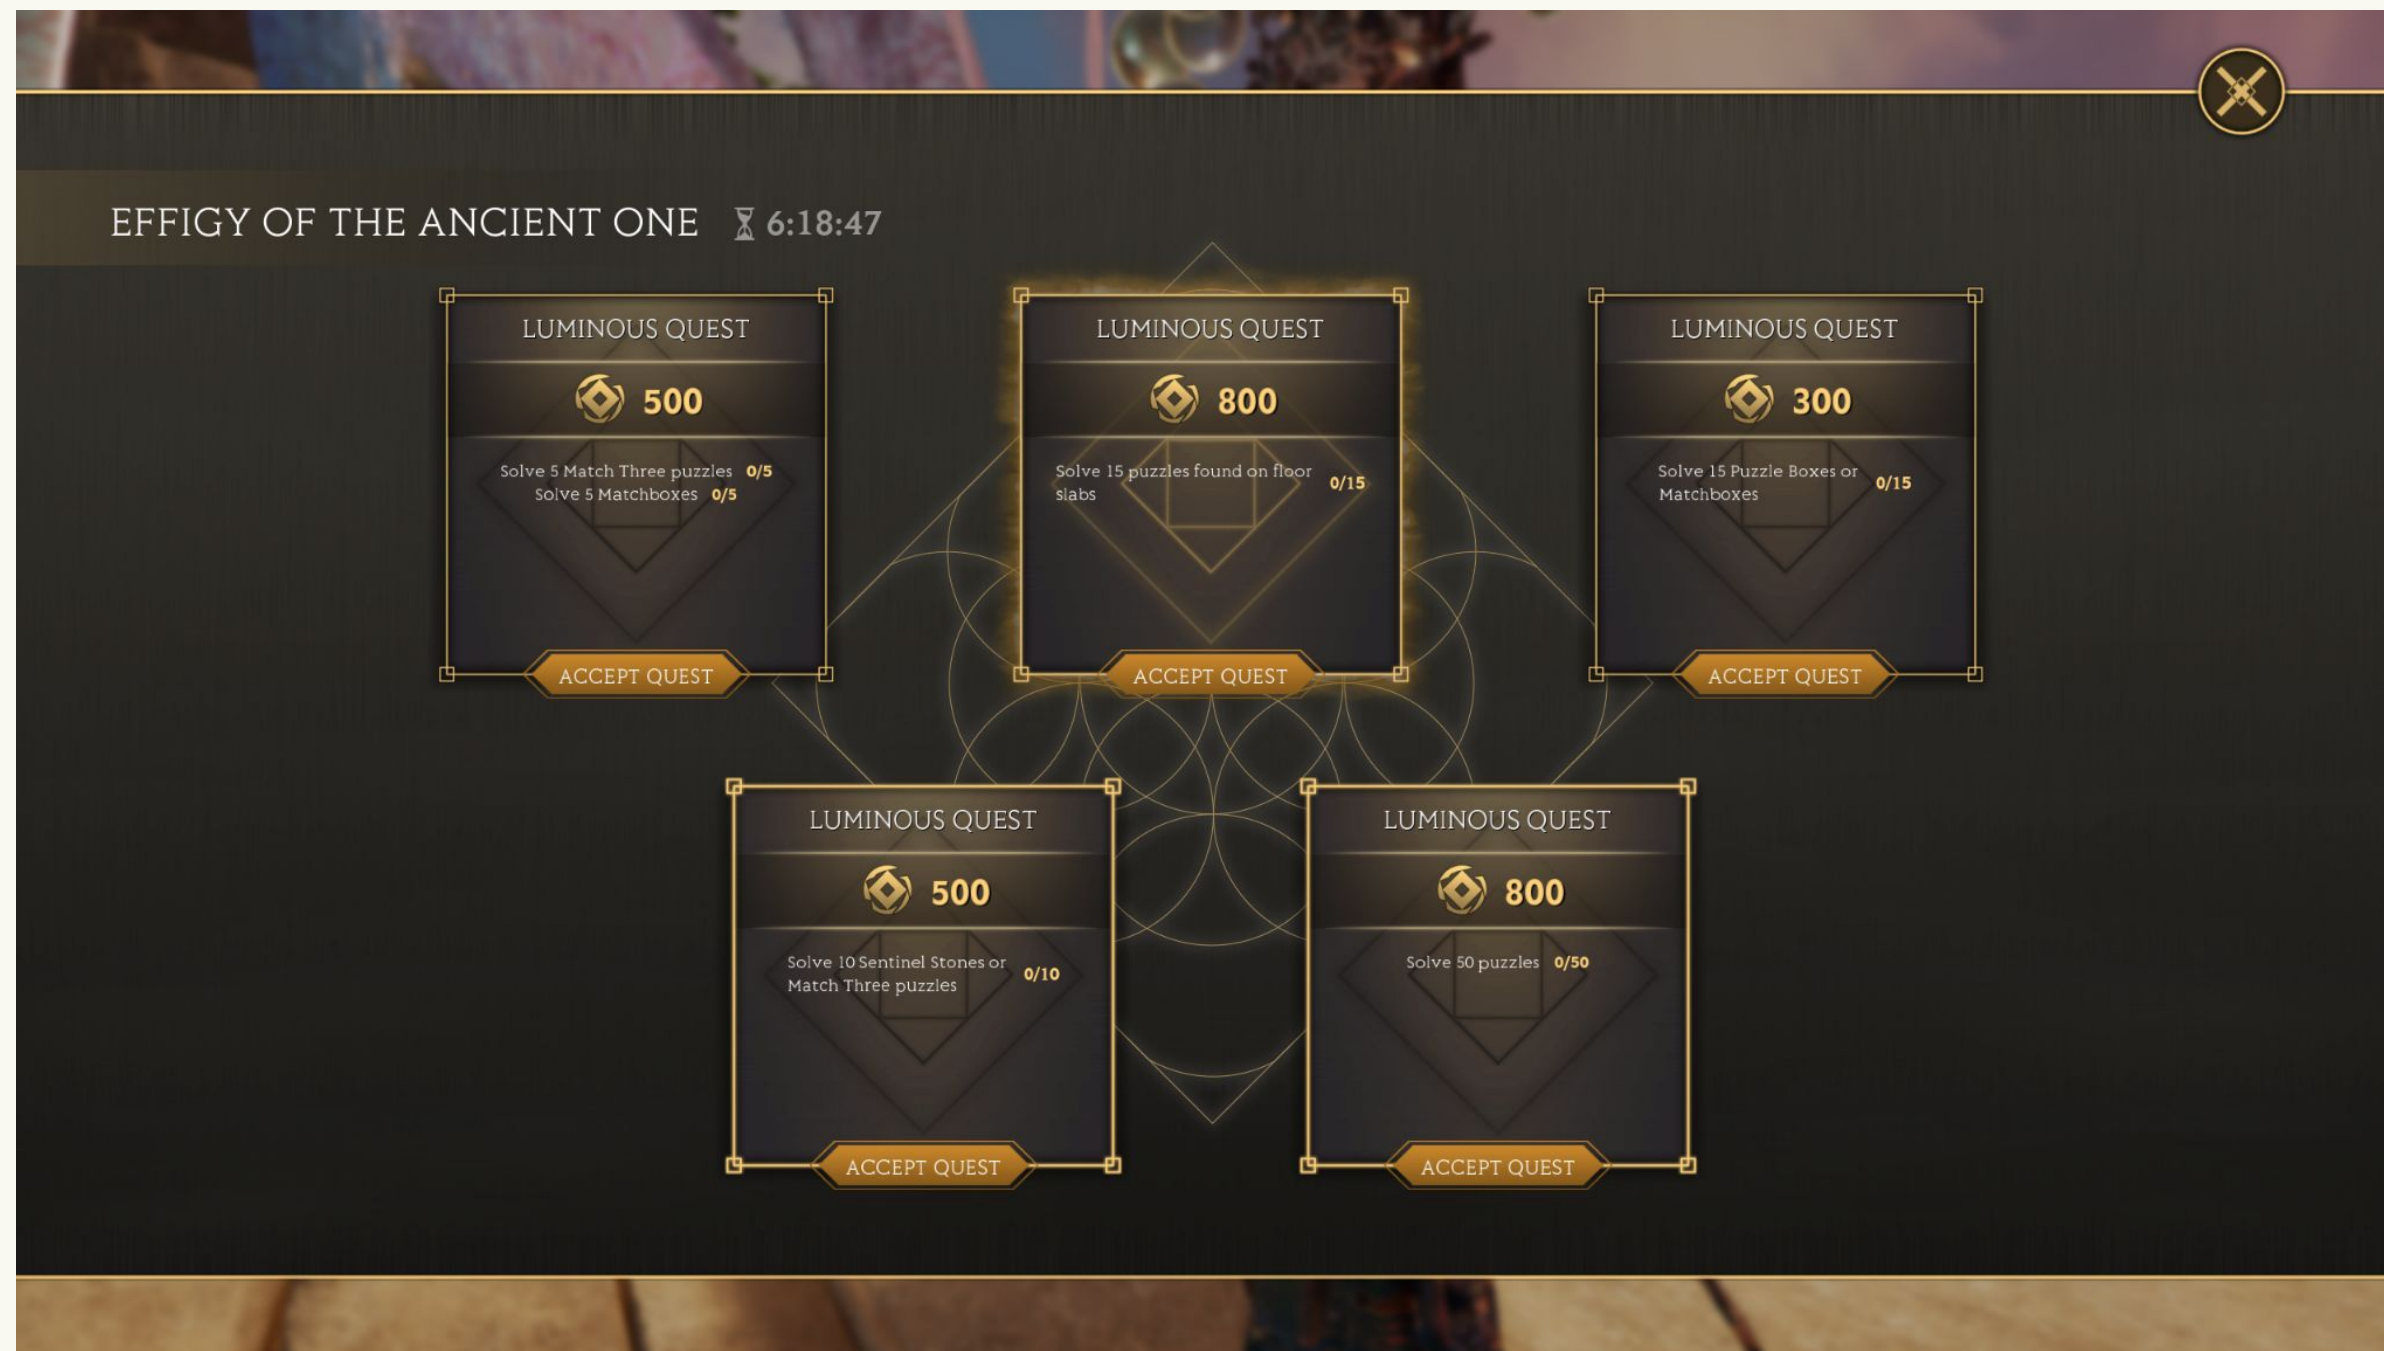 EFFIGY OF THE ANCIENT ONE 6:18:47
LUMINOUS QUEST
500
Solve 5 Match Three puzzles 0/5
Solve 5 Matchboxes 0/5
ACCEPT QUEST
LUMINOUS QUEST
800
Solve 15 puzzles found on floor
slabs
0/15
ACCEPT QUEST
LUMINOUS QUEST
300
Solve 15 Puzzle Boxes or
Matchboxes
0/15
ACCEPT QUEST
LUMINOUS QUEST
500
Solve 10 Sentinel Stones or
Match Three puzzles
0/10
ACCEPT QUEST
LUMINOUS QUEST
800
Solve 50 puzzles 0/50
ACCEPT QUEST